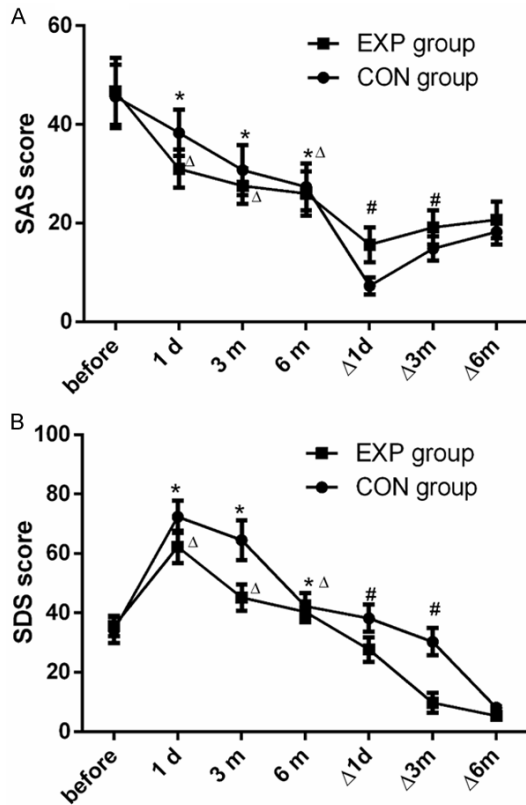 A
60
40
20
0
SAS score
EXP group
CON group
*
*
*Δ
Δ
Δ
#
#
before
1 d
3 m
6 m
Δ1d
Δ3m
Δ6m
B
100
80
60
40
20
0
SDS score
EXP group
CON group
*
*
* Δ
Δ
Δ
#
#
before
1 d
3 m
6 m
Δ1d
Δ3m
Δ6m